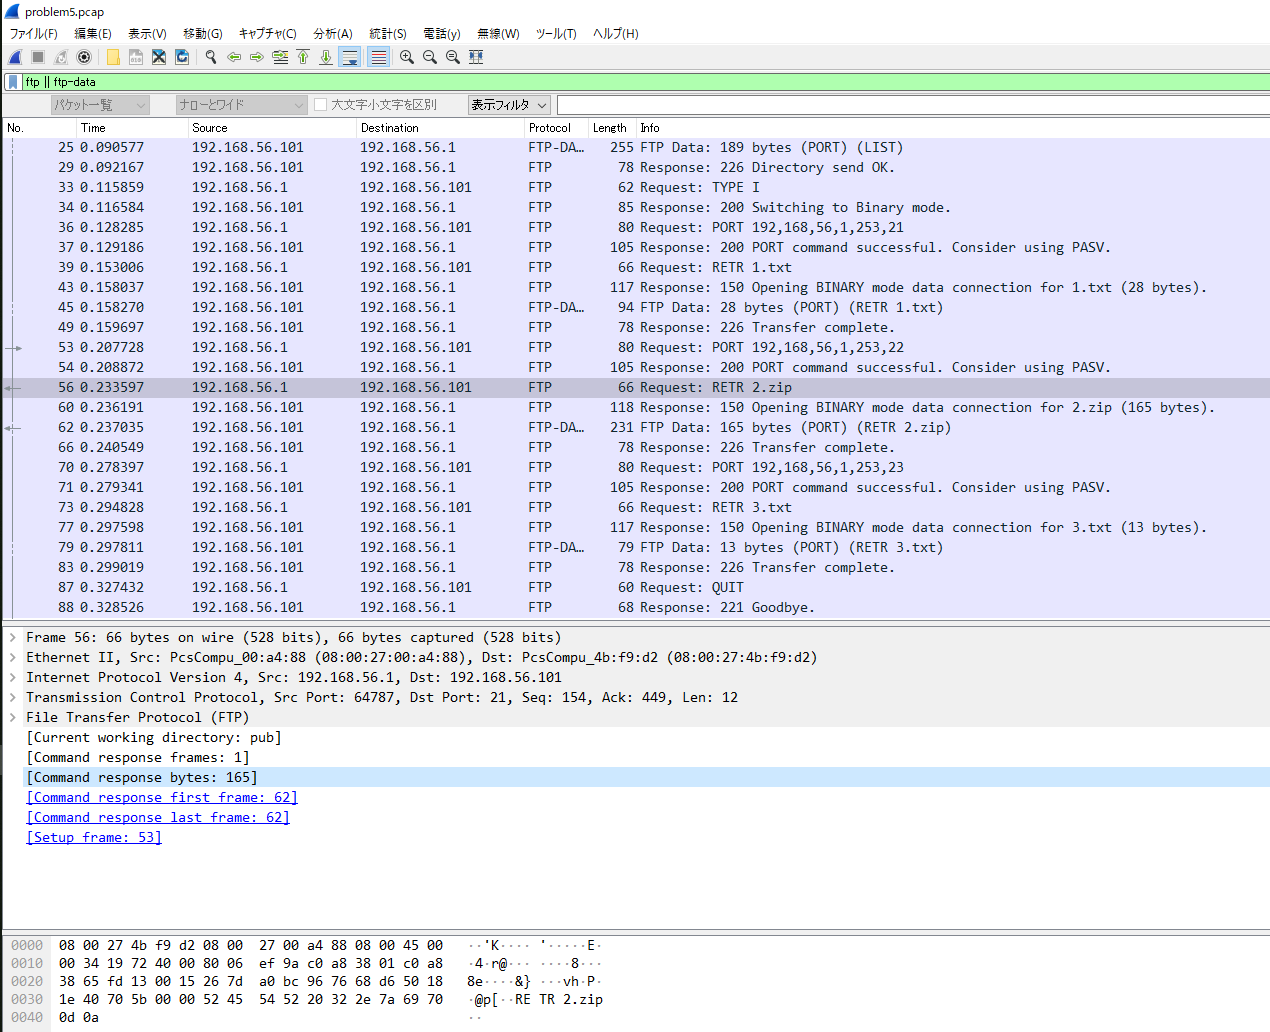 problem5.pcap
ファイル(F) 編集(E) 表示(V) 移動(G) キャプチャ(C) 分析(A) 統計(S) 電話(y) 無線(W) ツール(T) ヘルプ(H)
ftp || ftp-data
パケット一覧 ナローとワイド 大文字小文字を区別 表示フィルタ
No. Time Source Destination Protocol Length Info
25 0.090577 192.168.56.101 192.168.56.1 FTP-DA… 255 FTP Data: 189 bytes (PORT) (LIST)
29 0.092167 192.168.56.101 192.168.56.1 FTP 78 Response: 226 Directory send OK.
33 0.115859 192.168.56.1 192.168.56.101 FTP 62 Request: TYPE I
34 0.116584 192.168.56.101 192.168.56.1 FTP 85 Response: 200 Switching to Binary mode.
36 0.128285 192.168.56.1 192.168.56.101 FTP 80 Request: PORT 192,168,56,1,253,21
37 0.129186 192.168.56.101 192.168.56.1 FTP 105 Response: 200 PORT command successful. Consider using PASV.
39 0.153006 192.168.56.1 192.168.56.101 FTP 66 Request: RETR 1.txt
43 0.158037 192.168.56.101 192.168.56.1 FTP 117 Response: 150 Opening BINARY mode data connection for 1.txt (28 bytes).
45 0.158270 192.168.56.101 192.168.56.1 FTP-DA… 94 FTP Data: 28 bytes (PORT) (RETR 1.txt)
49 0.159697 192.168.56.101 192.168.56.1 FTP 78 Response: 226 Transfer complete.
53 0.207728 192.168.56.1 192.168.56.101 FTP 80 Request: PORT 192,168,56,1,253,22
54 0.208872 192.168.56.101 192.168.56.1 FTP 105 Response: 200 PORT command successful. Consider using PASV.
56 0.233597 192.168.56.1 192.168.56.101 FTP 66 Request: RETR 2.zip
60 0.236191 192.168.56.101 192.168.56.1 FTP 118 Response: 150 Opening BINARY mode data connection for 2.zip (165 bytes).
62 0.237035 192.168.56.101 192.168.56.1 FTP-DA… 231 FTP Data: 165 bytes (PORT) (RETR 2.zip)
66 0.240549 192.168.56.101 192.168.56.1 FTP 78 Response: 226 Transfer complete.
70 0.278397 192.168.56.1 192.168.56.101 FTP 80 Request: PORT 192,168,56,1,253,23
71 0.279341 192.168.56.101 192.168.56.1 FTP 105 Response: 200 PORT command successful. Consider using PASV.
73 0.294828 192.168.56.1 192.168.56.101 FTP 66 Request: RETR 3.txt
77 0.297598 192.168.56.101 192.168.56.1 FTP 117 Response: 150 Opening BINARY mode data connection for 3.txt (13 bytes).
79 0.297811 192.168.56.101 192.168.56.1 FTP-DA… 79 FTP Data: 13 bytes (PORT) (RETR 3.txt)
83 0.299019 192.168.56.101 192.168.56.1 FTP 78 Response: 226 Transfer complete.
87 0.327432 192.168.56.1 192.168.56.101 FTP 60 Request: QUIT
88 0.328526 192.168.56.101 192.168.56.1 FTP 68 Response: 221 Goodbye.
Frame 56: 66 bytes on wire (528 bits), 66 bytes captured (528 bits)
Ethernet II, Src: PcsCompu_00:a4:88 (08:00:27:00:a4:88), Dst: PcsCompu_4b:f9:d2 (08:00:27:4b:f9:d2)
Internet Protocol Version 4, Src: 192.168.56.1, Dst: 192.168.56.101
Transmission Control Protocol, Src Port: 64787, Dst Port: 21, Seq: 154, Ack: 449, Len: 12
File Transfer Protocol (FTP)
[Current working directory: pub]
[Command response frames: 1]
[Command response bytes: 165]
[Command response first frame: 62]
[Command response last frame: 62]
[Setup frame: 53]
0000 08 00 27 4b f9 d2 08 00 27 00 a4 88 08 00 45 00 ··'K···· '·····E·
0010 00 34 19 72 40 00 80 06 ef 9a c0 a8 38 01 c0 a8 ·4·r@··· ····8···
0020 38 65 fd 13 00 15 26 7d a0 bc 96 76 68 d6 50 18 8e····&} ···vh·P·
0030 1e 40 70 5b 00 00 52 45 54 52 20 32 2e 7a 69 70 ·@p[··RE TR 2.zip
0040 0d 0a ··